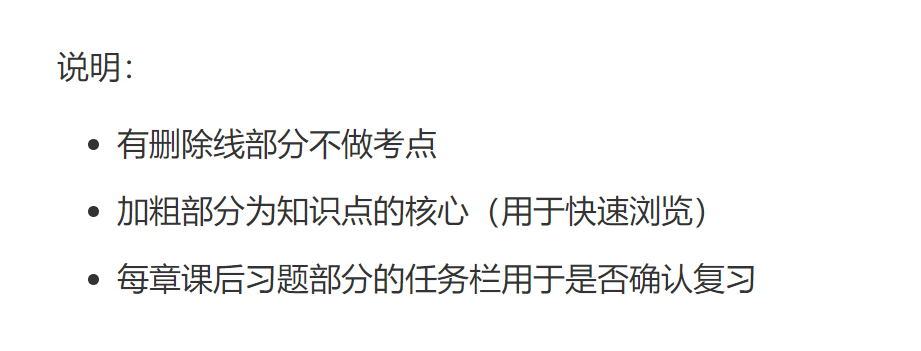 说明：
有删除线部分不做考点
加粗部分为知识点的核心（用于快速浏览）
每章课后习题部分的任务栏用于是否确认复习